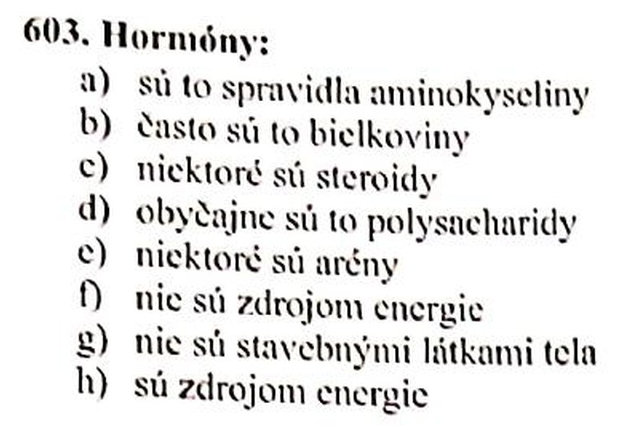 603. Hormóny:
a) sú to spravidla aminokyseliny
b) často sú to bielkoviny
c) niektoré sú steroidy
d) obyčajne sú to polysacharidy
e) niektoré sú arény
f) nie sú zdrojom energie
g) nie sú stavebnými látkami tela
h) sú zdrojom energie